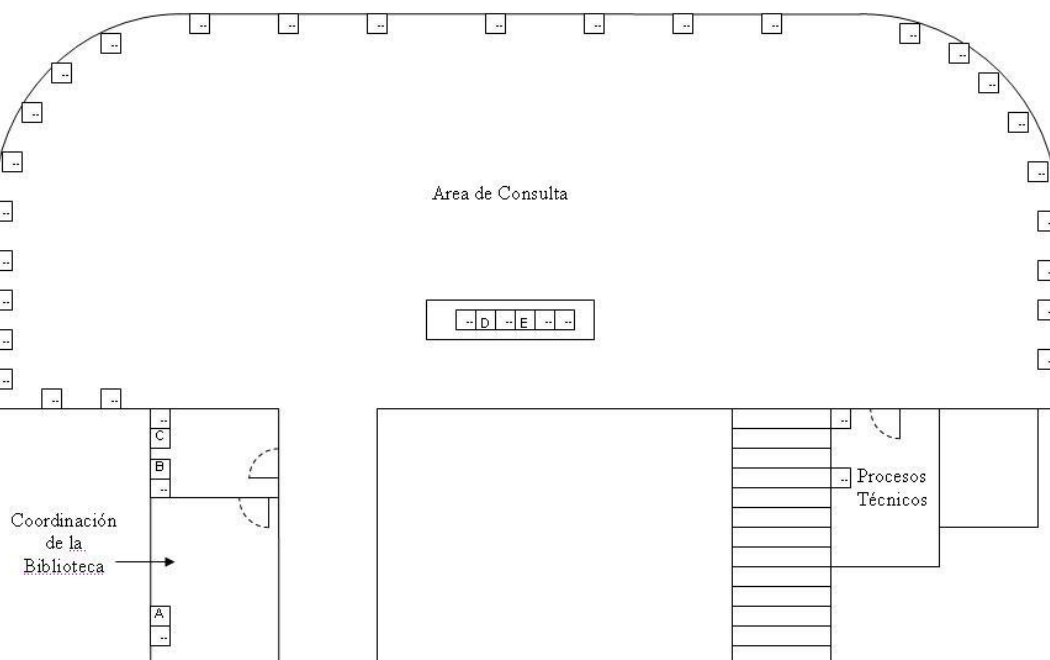 -- -- -- -- -- -- --
-- --
-- --
-- --
-- --
-- --
Area de Consulta
-- --
-- --
-- --
-- D -- E -- --
-- --
--
-- --
-- --
C
B
-- --
Procesos
Técnicos
Coordinación
de la
Biblioteca
A
--